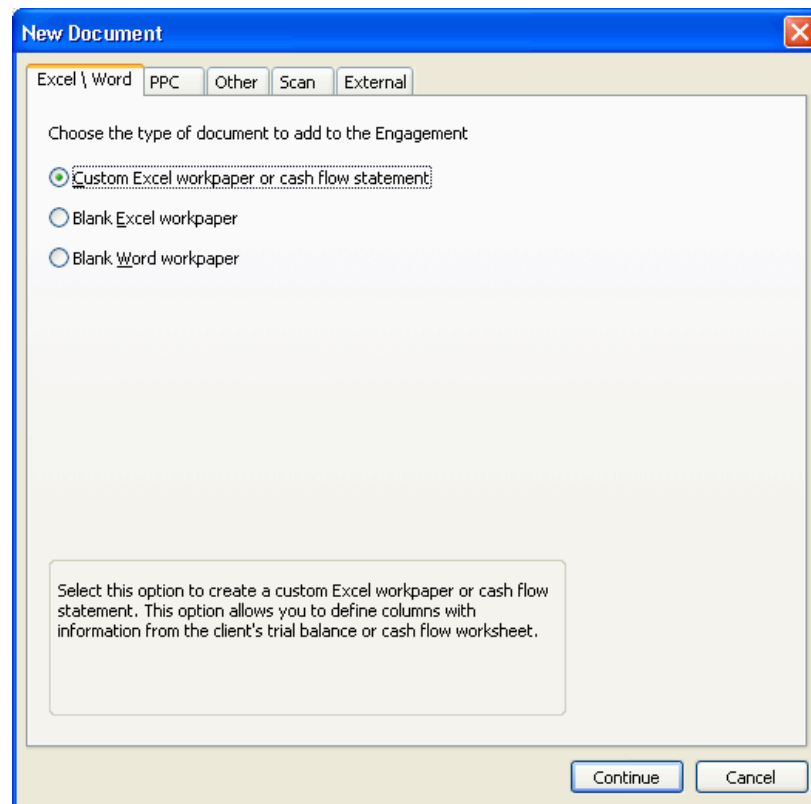 New Document
Excel \ Word PPC Other Scan External
Choose the type of document to add to the Engagement
Custom Excel workpaper or cash flow statement
Blank Excel workpaper
Blank Word workpaper
Select this option to create a custom Excel workpaper or cash flow
statement. This option allows you to define columns with
information from the client's trial balance or cash flow worksheet.
Continue Cancel